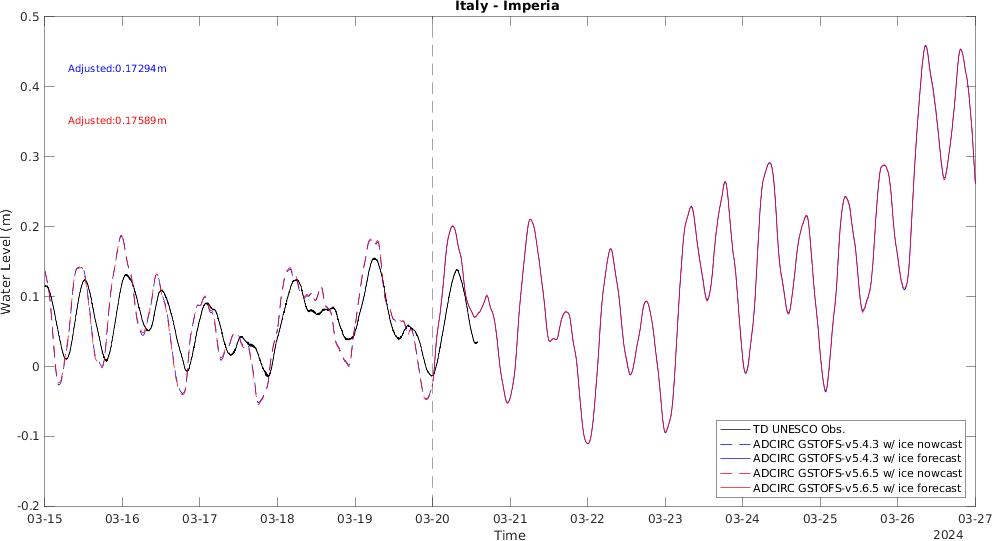 Italy - Imperia
Water Level (m)
0.5
0.4
0.3
0.2
0.1
0
-0.1
-0.2
Adjusted:0.17294m
Adjusted:0.17589m
TD UNESCO Obs.
ADCIRC GSTOFS-v5.4.3 w/ ice nowcast
ADCIRC GSTOFS-v5.4.3 w/ ice forecast
ADCIRC GSTOFS-v5.6.5 w/ ice nowcast
ADCIRC GSTOFS-v5.6.5 w/ ice forecast
03-15 03-16 03-17 03-18 03-19 03-20 03-21 03-22 03-23 03-24 03-25 03-26 03-27
Time
2024